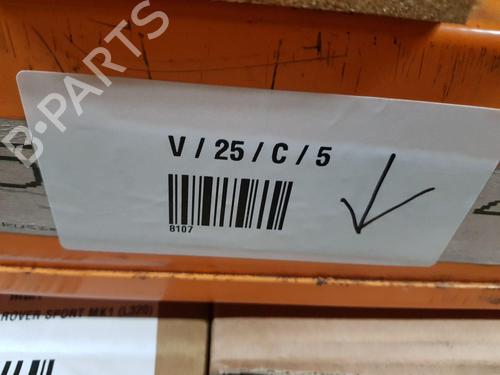 B-PARTS
V / 25 / C / 5
8107
ROVER SPORT MK1 (L320)